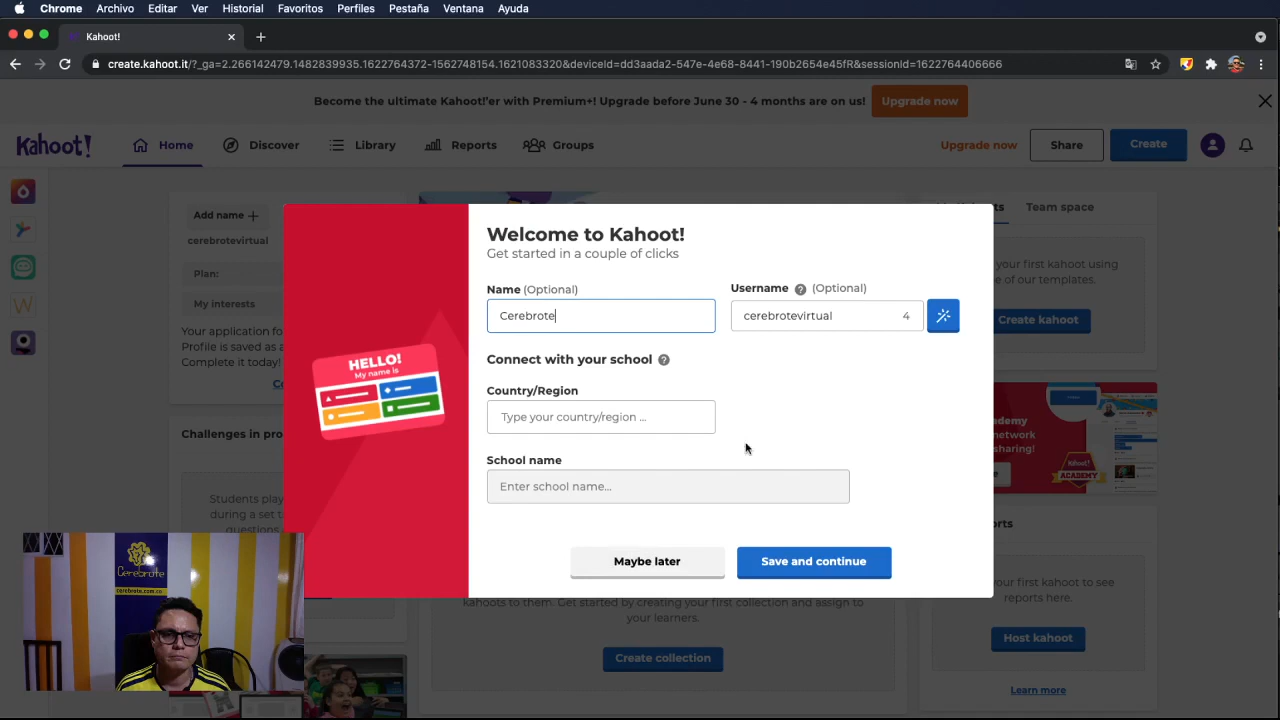 Chrome Archivo Editar Ver Historial Favoritos Perfiles Pestaña Ventana Ayuda
Kahoot!
create.kahoot.it/?_ga=2.266142479.1482839935.1622764372-1562748154.1621083320&deviceId=dd3aada2-547e-4e68-8441-190b2654e45fR&sessionId=1622764406666
Become the ultimate Kahoot!'er with Premium+! Upgrade before June 30 - 4 months are on us! Upgrade now
Kahoot! Home Discover Library Reports Groups Upgrade now Share Create
Add name
cerebrotevirtual
Plan:
My interests
Your application for
Profile is saved as
Complete it today!
Challenges in pro
Students play
during a set t
questions
Welcome to Kahoot!
Get started in a couple of clicks
Name (Optional)
Cerebrote
Username ? (Optional)
cerebrotevirtual 4
Connect with your school ?
Country/Region
Type your country/region ...
School name
Enter school name...
Maybe later Save and continue
HELLO!
My name is
Team space
your first kahoot using
e of our templates.
Create kahoot
ademy
network
sharing!
Kahoot!
ACADEMY
orts
your first kahoot to see
reports here.
Host kahoot
Learn more
kahoots to them. Get started by creating your first collection and assign to
your learners.
Create collection
Cerebrote
cerebrote.com.co